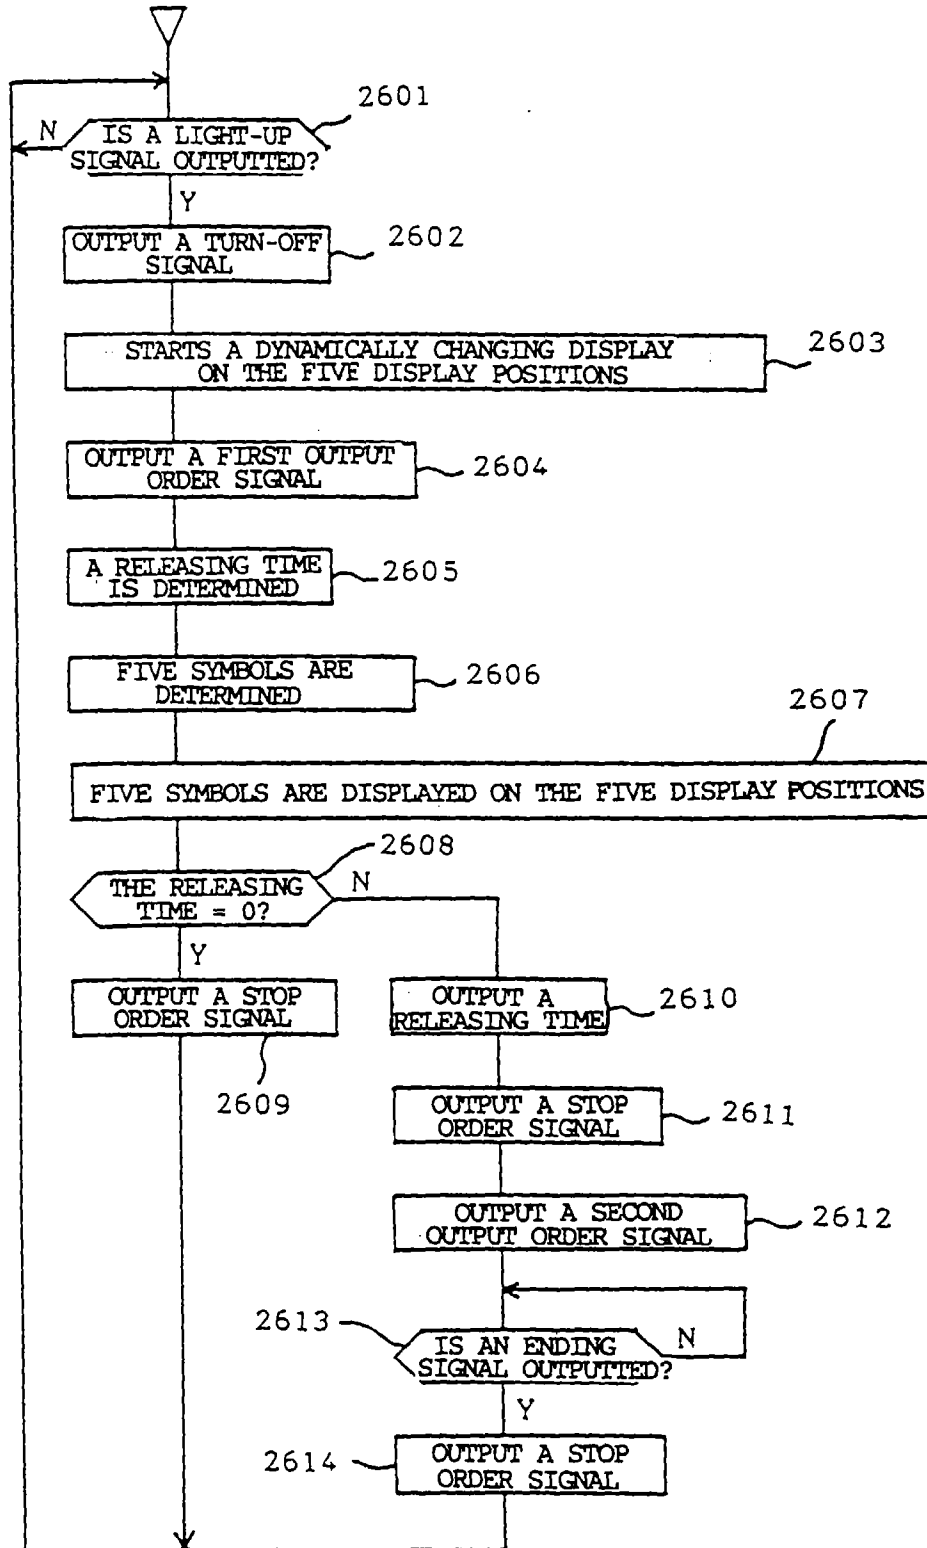 2601
N
IS A LIGHT-UP
SIGNAL OUTPUTTED?
Y
OUTPUT A TURN-OFF
SIGNAL
2602
STARTS A DYNAMICALLY CHANGING DISPLAY
ON THE FIVE DISPLAY POSITIONS
2603
OUTPUT A FIRST OUTPUT
ORDER SIGNAL
2604
A RELEASING TIME
IS DETERMINED
2605
FIVE SYMBOLS ARE
DETERMINED
2606
2607
FIVE SYMBOLS ARE DISPLAYED ON THE FIVE DISPLAY POSITIONS
2608
THE RELEASING
TIME = 0?
N
Y
OUTPUT A STOP
ORDER SIGNAL
2609
OUTPUT A
RELEASING TIME
2610
OUTPUT A STOP
ORDER SIGNAL
2611
OUTPUT A SECOND
OUTPUT ORDER SIGNAL
2612
2613
IS AN ENDING
SIGNAL OUTPUTTED?
N
Y
2614
OUTPUT A STOP
ORDER SIGNAL